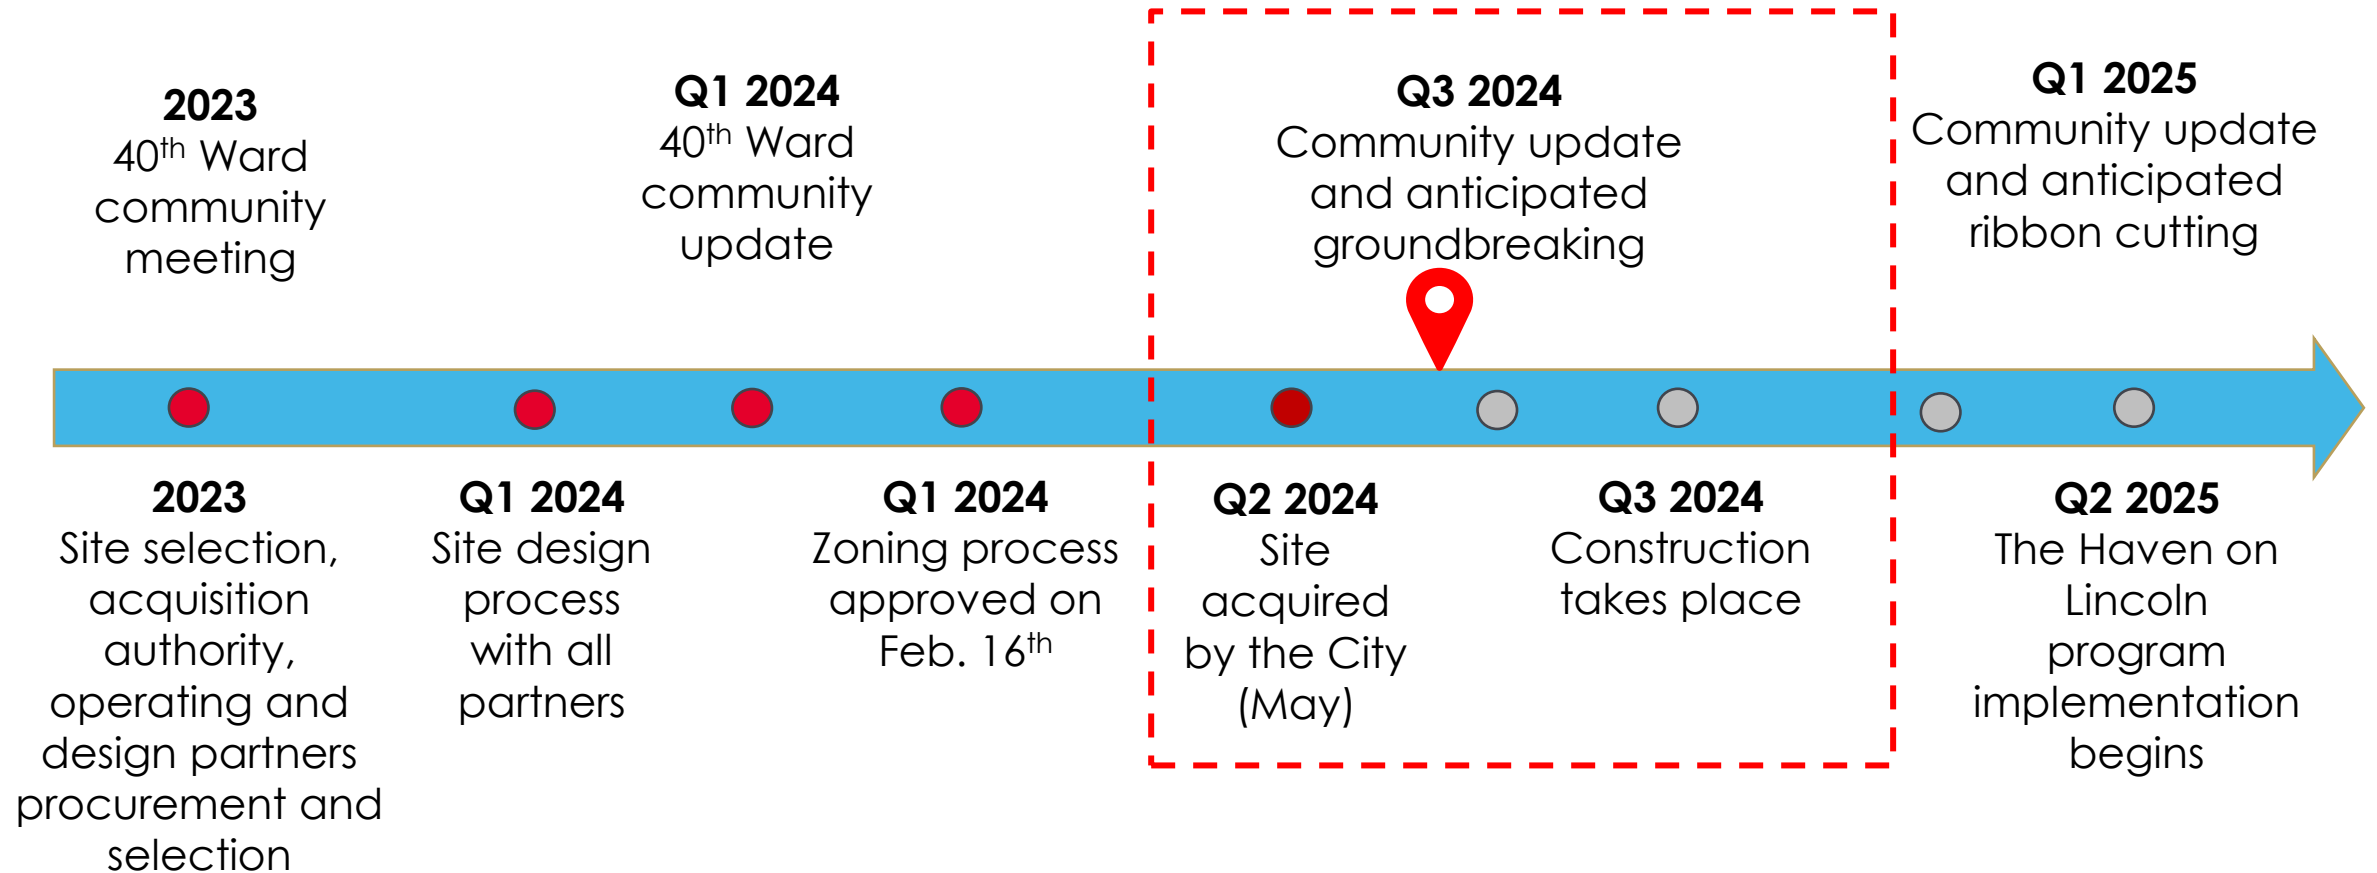 2023
40th Ward
community
meeting
Q1 2024
40th Ward
community
update
Q3 2024
Community update
and anticipated
groundbreaking
Q1 2025
Community update
and anticipated
ribbon cutting
2023
Site selection,
acquisition
authority,
operating and
design partners
procurement and
selection
Q1 2024
Site design
process
with all
partners
Q1 2024
Zoning process
approved on
Feb. 16th
Q2 2024
Site
acquired
by the City
(May)
Q3 2024
Construction
takes place
Q2 2025
The Haven on
Lincoln
program
implementation
begins